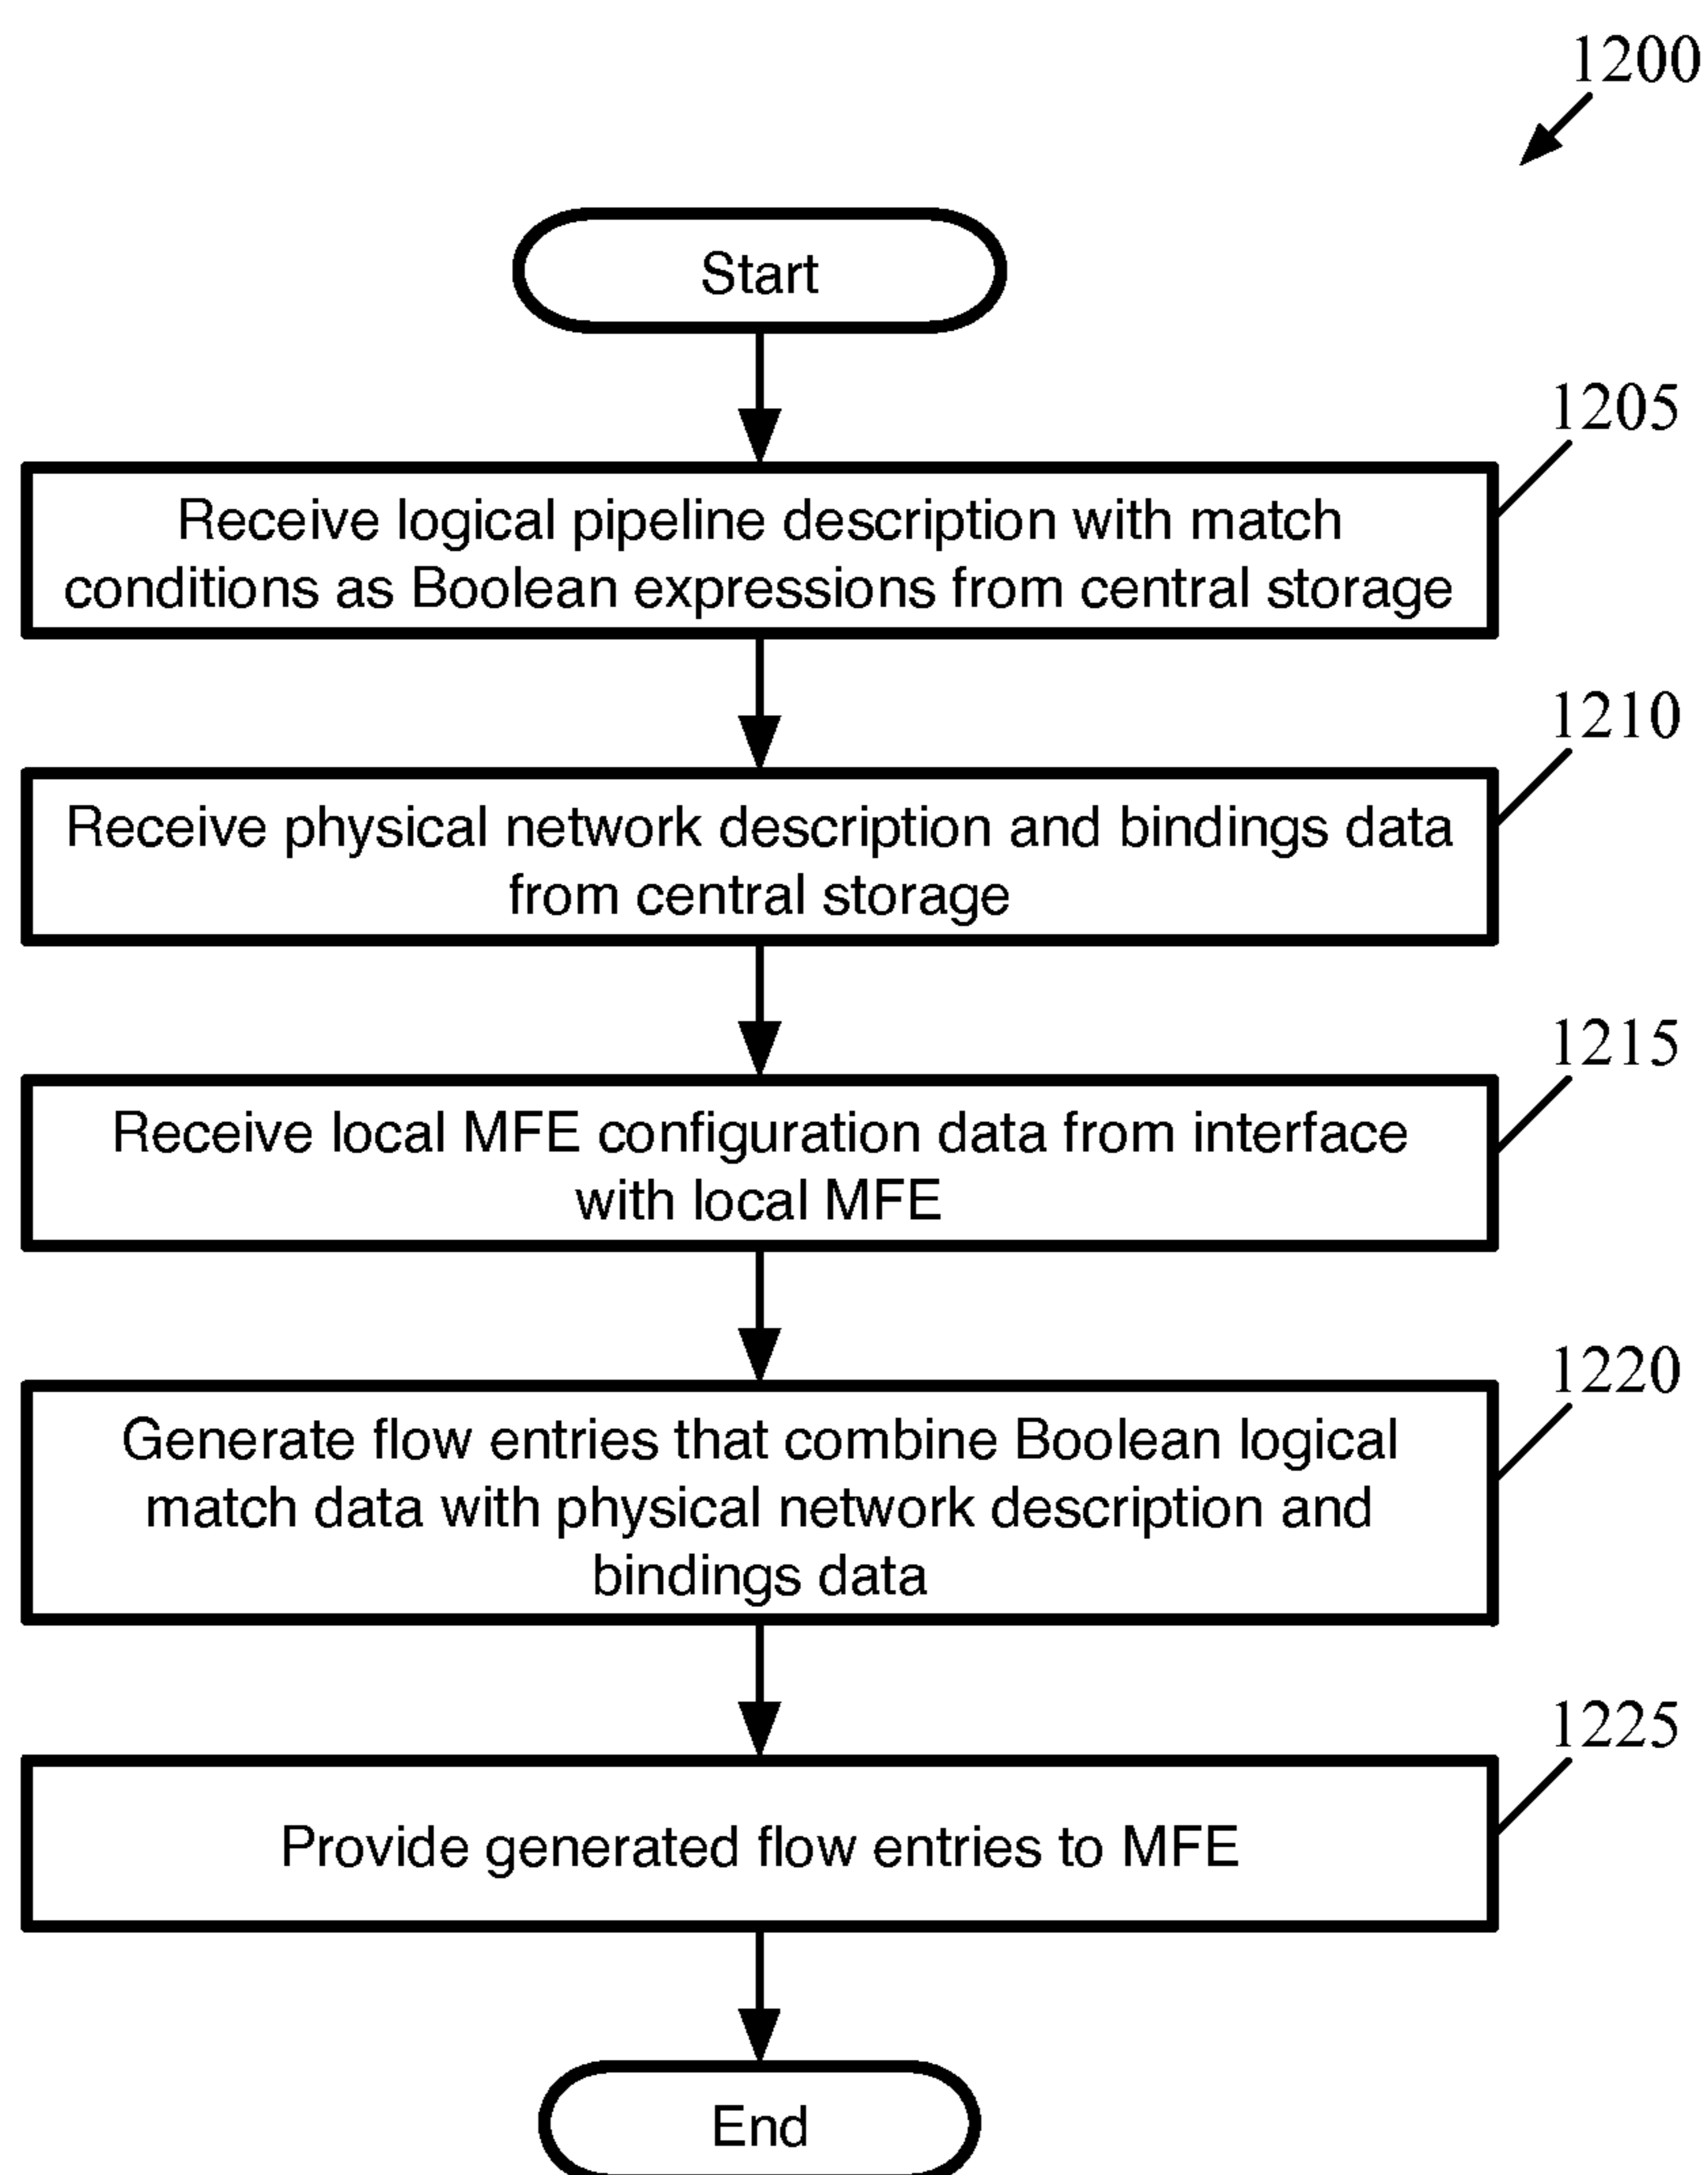 1200
Start
1205
Receive logical pipeline description with match
conditions as Boolean expressions from central storage
1210
Receive physical network description and bindings data
from central storage
1215
Receive local MFE configuration data from interface
with local MFE
1220
Generate flow entries that combine Boolean logical
match data with physical network description and
bindings data
1225
Provide generated flow entries to MFE
End